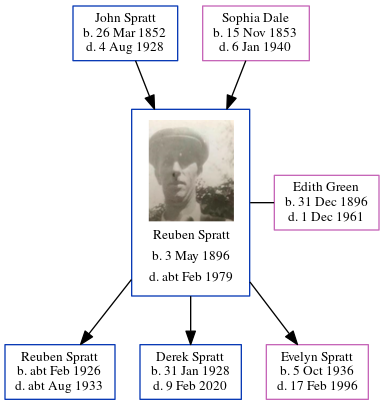 John Spratt
b. 26 Mar 1852
d. 4 Aug 1928
Sophia Dale
b. 15 Nov 1853
d. 6 Jan 1940
Reuben Spratt
b. 3 May 1896
d. abt Feb 1979
Edith Green
b. 31 Dec 1896
d. 1 Dec 1961
Reuben Spratt
b. abt Feb 1926
d. abt Aug 1933
Derek Spratt
b. 31 Jan 1928
d. 9 Feb 2020
Evelyn Spratt
b. 5 Oct 1936
d. 17 Feb 1996